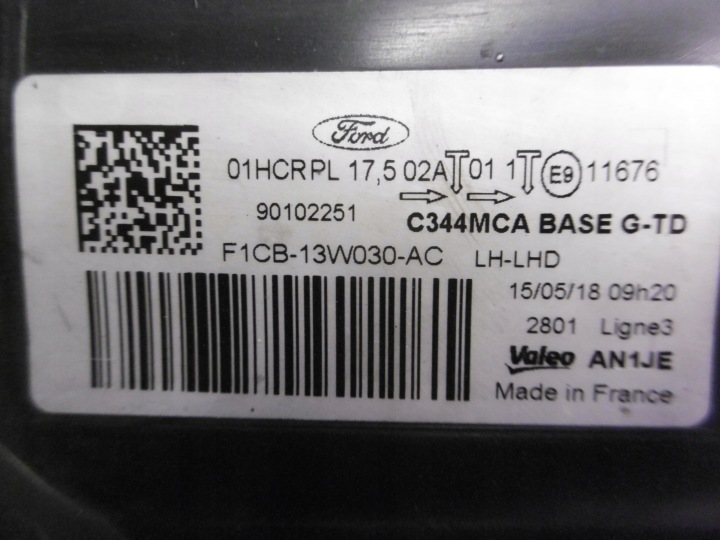 Ford
01HCRPL 17,5 02A 01 1 E9 11676
90102251 C344MCA BASE G-TD
F1CB-13W030-AC LH-LHD
15/05/18 09h20
2801 Ligne3
Valeo AN1JE
Made in France